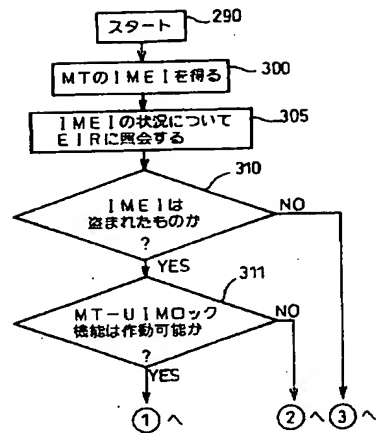 スタート
290
MTのIMEIを得る
300
IMEIの状況について
EIRに照会する
305
310
IMEIは
盗まれたものか
?
NO
YES
311
MT-UIMロック
機能は作動可能か
?
NO
YES
①へ ②へ ③へ